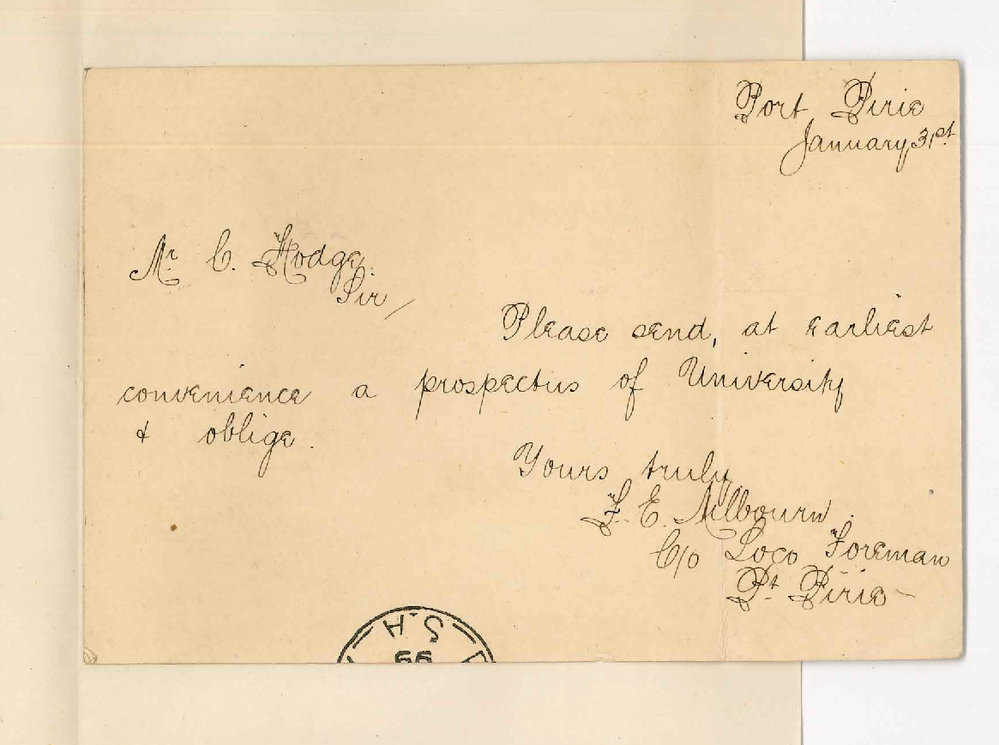 Port Pirie
January, 31st.
Mr. C. Hodge.
Sir /
Please send, at earliest
convenience a prospectus of University
& oblige.
Yours truly
F. E. Milbourn.
C/o Loco Foreman
Pt. Pirie -
S.A
99